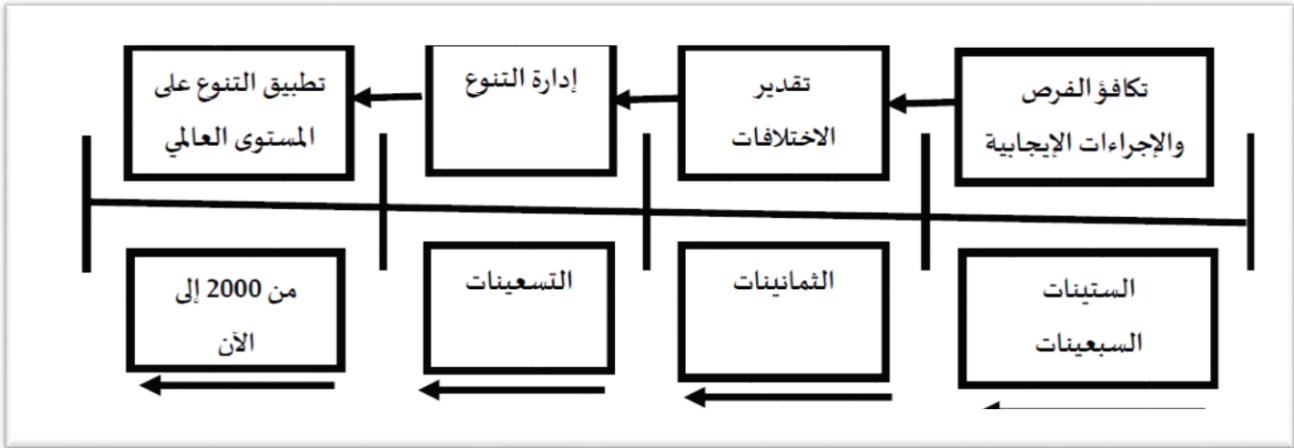 تكافؤ الفرص
والإجراءات الإيجابية
تقدير
الاختلافات
إدارة التنوع
تطبيق التنوع على
المستوى العالمي
الستينات
السبعينات
الثمانينات
التسعينات
من 2000 إلى
الآن